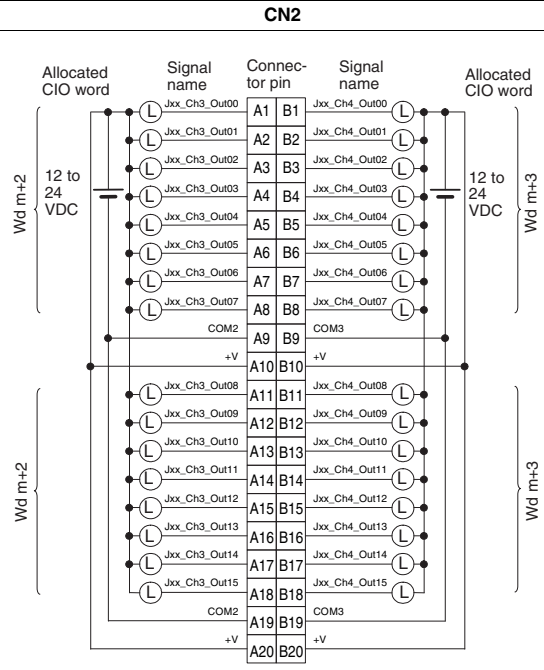 CN2
Allocated CIO word
Signal name
Connec-tor pin
Signal name
Allocated CIO word
Wd m+2
12 to 24 VDC
12 to 24 VDC
Wd m+3
L Jxx_Ch3_Out00 A1 B1 Jxx_Ch4_Out00 L
L Jxx_Ch3_Out01 A2 B2 Jxx_Ch4_Out01 L
L Jxx_Ch3_Out02 A3 B3 Jxx_Ch4_Out02 L
L Jxx_Ch3_Out03 A4 B4 Jxx_Ch4_Out03 L
L Jxx_Ch3_Out04 A5 B5 Jxx_Ch4_Out04 L
L Jxx_Ch3_Out05 A6 B6 Jxx_Ch4_Out05 L
L Jxx_Ch3_Out06 A7 B7 Jxx_Ch4_Out06 L
L Jxx_Ch3_Out07 A8 B8 Jxx_Ch4_Out07 L
COM2 A9 B9 COM3
+V A10 B10 +V
Wd m+2
Wd m+3
L Jxx_Ch3_Out08 A11 B11 Jxx_Ch4_Out08 L
L Jxx_Ch3_Out09 A12 B12 Jxx_Ch4_Out09 L
L Jxx_Ch3_Out10 A13 B13 Jxx_Ch4_Out10 L
L Jxx_Ch3_Out11 A14 B14 Jxx_Ch4_Out11 L
L Jxx_Ch3_Out12 A15 B15 Jxx_Ch4_Out12 L
L Jxx_Ch3_Out13 A16 B16 Jxx_Ch4_Out13 L
L Jxx_Ch3_Out14 A17 B17 Jxx_Ch4_Out14 L
L Jxx_Ch3_Out15 A18 B18 Jxx_Ch4_Out15 L
COM2 A19 B19 COM3
+V A20 B20 +V